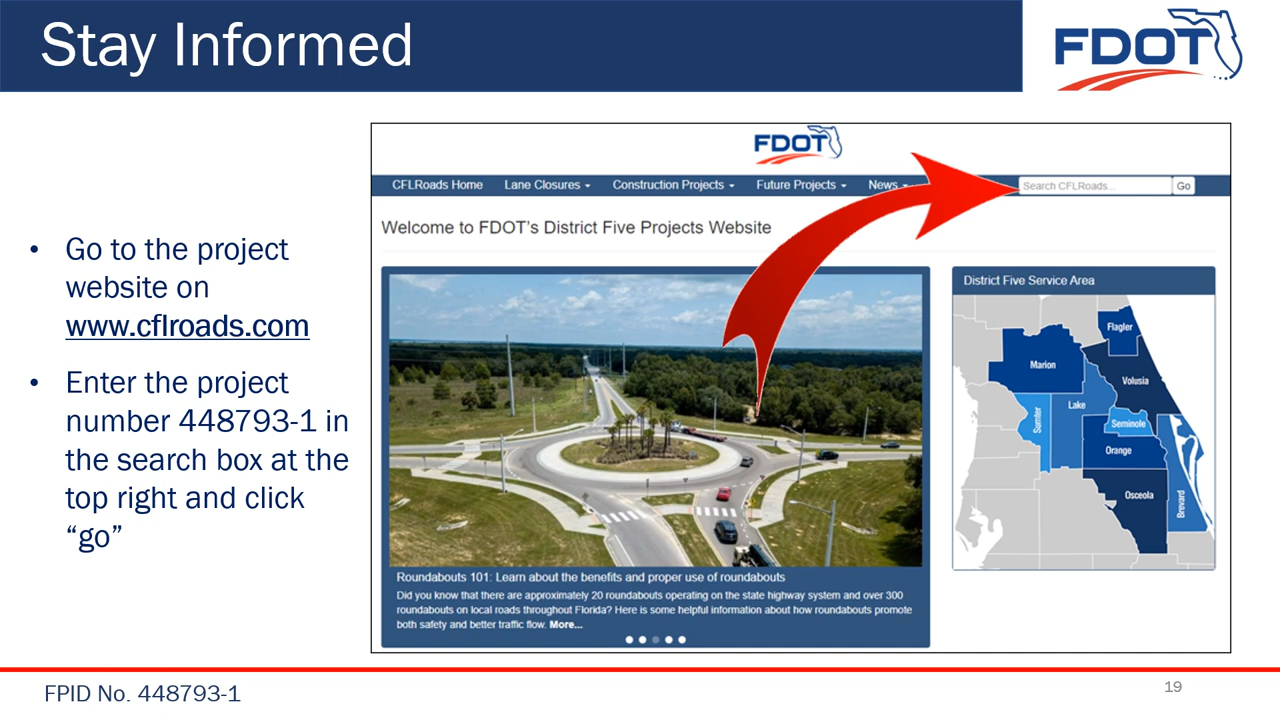 Stay Informed
FDOT
FDOT
CFLRoads Home Lane Closures Construction Projects Future Projects News Search CFLRoads... Go
Welcome to FDOT's District Five Projects Website
• Go to the project
website on
www.cflroads.com
• Enter the project
number 448793-1 in
the search box at the
top right and click
“go”
District Five Service Area
Flagler
Marion
Volusia
Lake
Sumter
Seminole
Orange
Osceola
Brevard
Roundabouts 101: Learn about the benefits and proper use of roundabouts
Did you know that there are approximately 20 roundabouts operating on the state highway system and over 300
roundabouts on local roads throughout Florida? Here is some helpful information about how roundabouts promote
both safety and better traffic flow. More...
FPID No. 448793-1
19